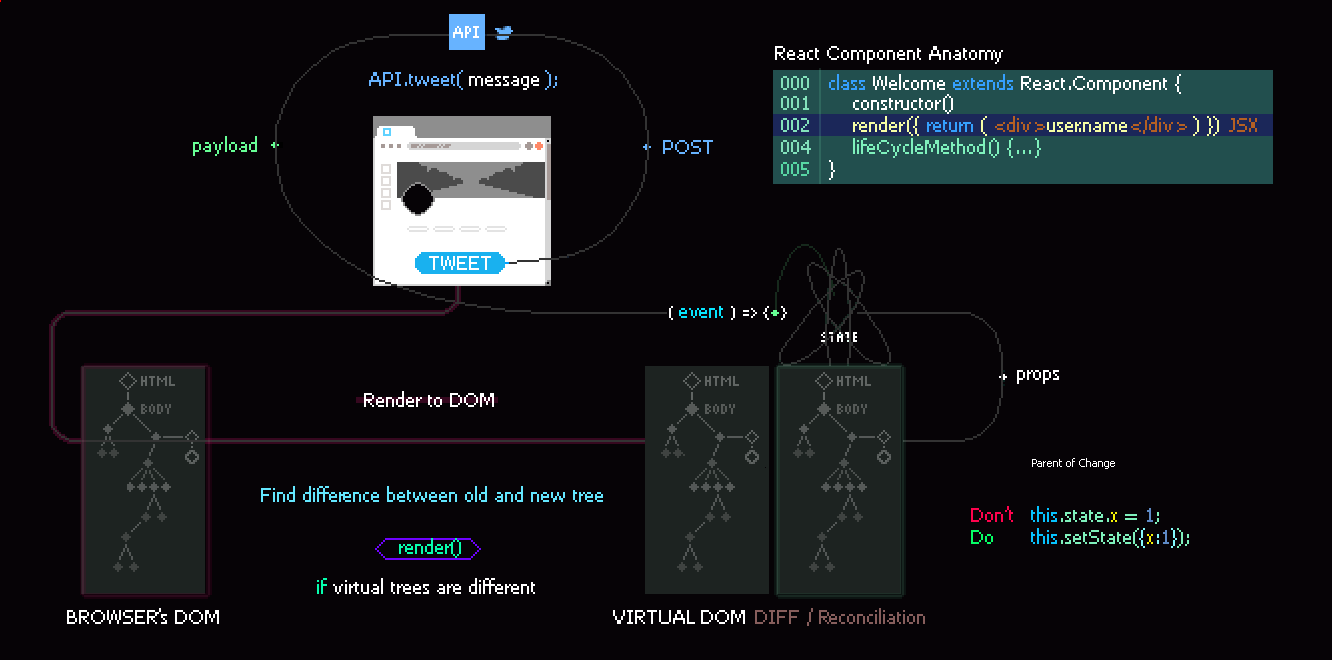 API
API.tweet( message );
payload
POST
TWEET
React Component Anatomy
000 class Welcome extends React.Component {
001 constructor()
002 render({ return ( <div>username</div> ) }) JSX
004 lifeCycleMethod() {...}
005 }
( event ) => { }
STATE
props
HTML
BODY
Render to DOM
HTML
BODY
HTML
BODY
Parent of Change
Find difference between old and new tree
Don't this.state.x = 1;
Do this.setState({x:1});
render()
if virtual trees are different
BROWSER's DOM
VIRTUAL DOM DIFF / Reconciliation